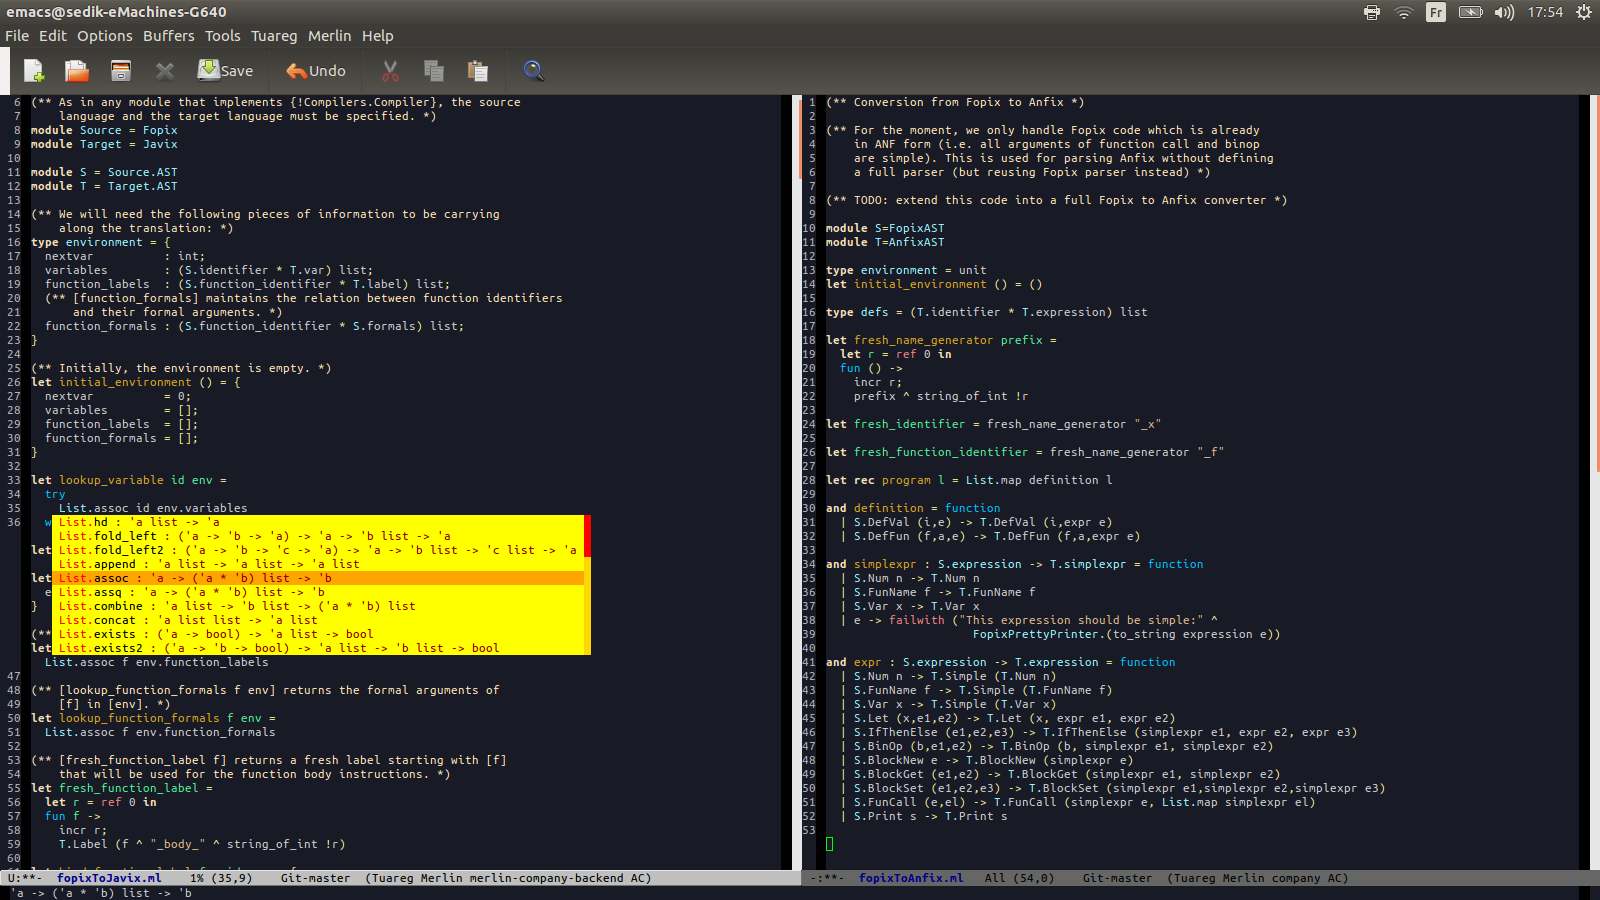 emacs@sedik-eMachines-G640
Fr
17:54
File Edit Options Buffers Tools Tuareg Merlin Help
Save
Undo
6 (** As in any module that implements {!Compilers.Compiler}, the source
7     language and the target language must be specified. *)
8 module Source = Fopix
9 module Target = Javix
10
11 module S = Source.AST
12 module T = Target.AST
13
14 (** We will need the following pieces of information to be carrying
15     along the translation: *)
16 type environment = {
17   nextvar          : int;
18   variables        : (S.identifier * T.var) list;
19   function_labels  : (S.function_identifier * T.label) list;
20   (** [function_formals] maintains the relation between function identifiers
21       and their formal arguments. *)
22   function_formals : (S.function_identifier * S.formals) list;
23 }
24
25 (** Initially, the environment is empty. *)
26 let initial_environment () = {
27   nextvar          = 0;
28   variables        = [];
29   function_labels  = [];
30   function_formals = [];
31 }
32
33 let lookup_variable id env =
34   try
35     List.assoc id env.variables
36   w
List.hd : 'a list -> 'a
List.fold_left : ('a -> 'b -> 'a) -> 'a -> 'b list -> 'a
let List.fold_left2 : ('a -> 'b -> 'c -> 'a) -> 'a -> 'b list -> 'c list -> 'a
List.append : 'a list -> 'a list -> 'a list
let List.assoc : 'a -> ('a * 'b) list -> 'b
e List.assq : 'a -> ('a * 'b) list -> 'b
} List.combine : 'a list -> 'b list -> ('a * 'b) list
List.concat : 'a list list -> 'a list
(** List.exists : ('a -> bool) -> 'a list -> bool
let List.exists2 : ('a -> 'b -> bool) -> 'a list -> 'b list -> bool
  List.assoc f env.function_labels
47
48 (** [lookup_function_formals f env] returns the formal arguments of
49     [f] in [env]. *)
50 let lookup_function_formals f env =
51   List.assoc f env.function_formals
52
53 (** [fresh_function_label f] returns a fresh label starting with [f]
54     that will be used for the function body instructions. *)
55 let fresh_function_label =
56   let r = ref 0 in
57   fun f ->
58     incr r;
59     T.Label (f ^ "_body_" ^ string_of_int !r)
60
U:**-  fopixToJavix.ml    1% (35,9)    Git-master  (Tuareg Merlin merlin-company-backend AC)
'a -> ('a * 'b) list -> 'b
1 (** Conversion from Fopix to Anfix *)
2
3 (** For the moment, we only handle Fopix code which is already
4     in ANF form (i.e. all arguments of function call and binop
5     are simple). This is used for parsing Anfix without defining
6     a full parser (but reusing Fopix parser instead) *)
7
8 (** TODO: extend this code into a full Fopix to Anfix converter *)
9
10 module S=FopixAST
11 module T=AnfixAST
12
13 type environment = unit
14 let initial_environment () = ()
15
16 type defs = (T.identifier * T.expression) list
17
18 let fresh_name_generator prefix =
19   let r = ref 0 in
20   fun () ->
21     incr r;
22     prefix ^ string_of_int !r
23
24 let fresh_identifier = fresh_name_generator "_x"
25
26 let fresh_function_identifier = fresh_name_generator "_f"
27
28 let rec program l = List.map definition l
29
30 and definition = function
31   | S.DefVal (i,e) -> T.DefVal (i,expr e)
32   | S.DefFun (f,a,e) -> T.DefFun (f,a,expr e)
33
34 and simplexpr : S.expression -> T.simplexpr = function
35   | S.Num n -> T.Num n
36   | S.FunName f -> T.FunName f
37   | S.Var x -> T.Var x
38   | e -> failwith ("This expression should be simple:" ^
39                      FopixPrettyPrinter.(to_string expression e))
40
41 and expr : S.expression -> T.expression = function
42   | S.Num n -> T.Simple (T.Num n)
43   | S.FunName f -> T.Simple (T.FunName f)
44   | S.Var x -> T.Simple (T.Var x)
45   | S.Let (x,e1,e2) -> T.Let (x, expr e1, expr e2)
46   | S.IfThenElse (e1,e2,e3) -> T.IfThenElse (simplexpr e1, expr e2, expr e3)
47   | S.BinOp (b,e1,e2) -> T.BinOp (b, simplexpr e1, simplexpr e2)
48   | S.BlockNew e -> T.BlockNew (simplexpr e)
49   | S.BlockGet (e1,e2) -> T.BlockGet (simplexpr e1, simplexpr e2)
50   | S.BlockSet (e1,e2,e3) -> T.BlockSet (simplexpr e1,simplexpr e2,simplexpr e3)
51   | S.FunCall (e,el) -> T.FunCall (simplexpr e, List.map simplexpr el)
52   | S.Print s -> T.Print s
53
-:**-  fopixToAnfix.ml   All (54,0)    Git-master  (Tuareg Merlin company AC)